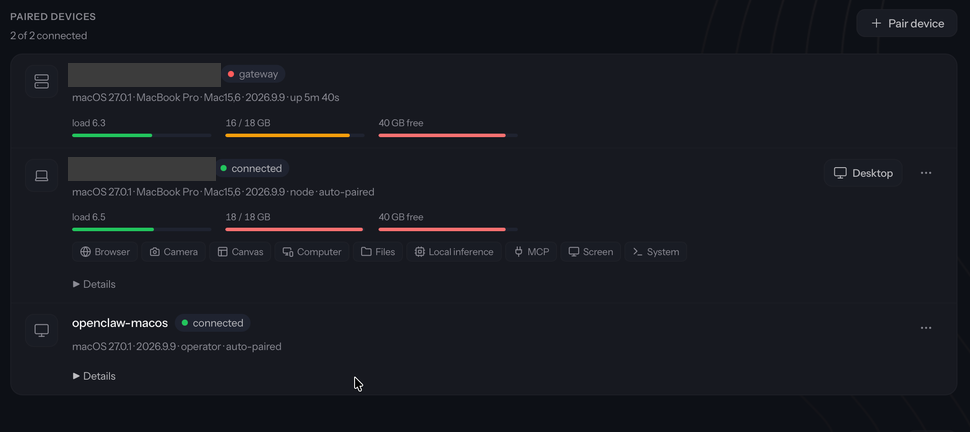 PAIRED DEVICES
2 of 2 connected
Pair device
gateway
macOS 27.0.1 · MacBook Pro · Mac15,6 · 2026.9.9 · up 5m 40s
load 6.3
16 / 18 GB
40 GB free
connected
macOS 27.0.1 · MacBook Pro · Mac15,6 · 2026.9.9 · node · auto-paired
Desktop
load 6.5
18 / 18 GB
40 GB free
Browser
Camera
Canvas
Computer
Files
Local inference
MCP
Screen
System
Details
openclaw-macos
connected
macOS 27.0.1 · 2026.9.9 · operator · auto-paired
Details